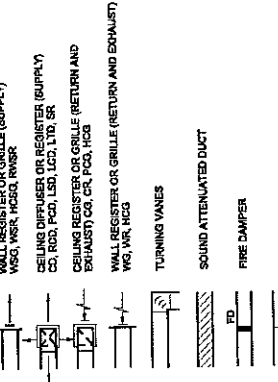 WALL REGISTER OR GRILLE (SUPPLY)
WSG, WSR, HCSG, RWSR
CEILING DIFFUSER OR REGISTER (SUPPLY)
CD, RCD, PCD, LSD, LCD, LTD, SR
CEILING REGISTER OR GRILLE (RETURN AND
EXHAUST) CG, CR, PCG, HCG
WALL REGISTER OR GRILLE (RETURN AND EXHAUST)
WG, WR, HCG
TURNING VANES
SOUND ATTENUATED DUCT
FD
FIRE DAMPER